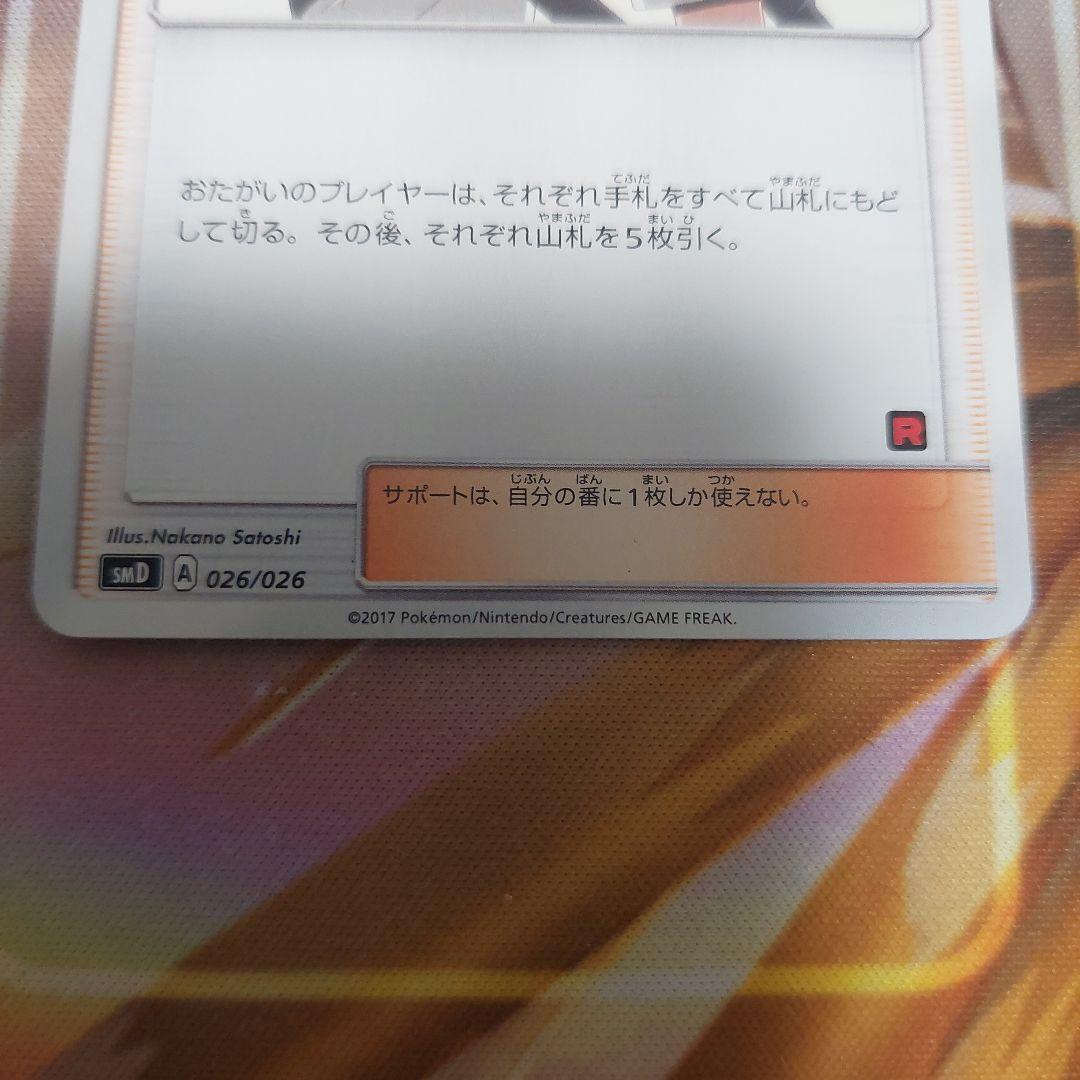 おたがいのプレイヤーは、それぞれ手札をすべて山札にもど
して切る。その後、それぞれ山札を5枚引く。
R
サポートは、自分の番に1枚しか使えない。
Illus.Nakano Satoshi
SMD A 026/026
©2017 Pokémon/Nintendo/Creatures/GAME FREAK.